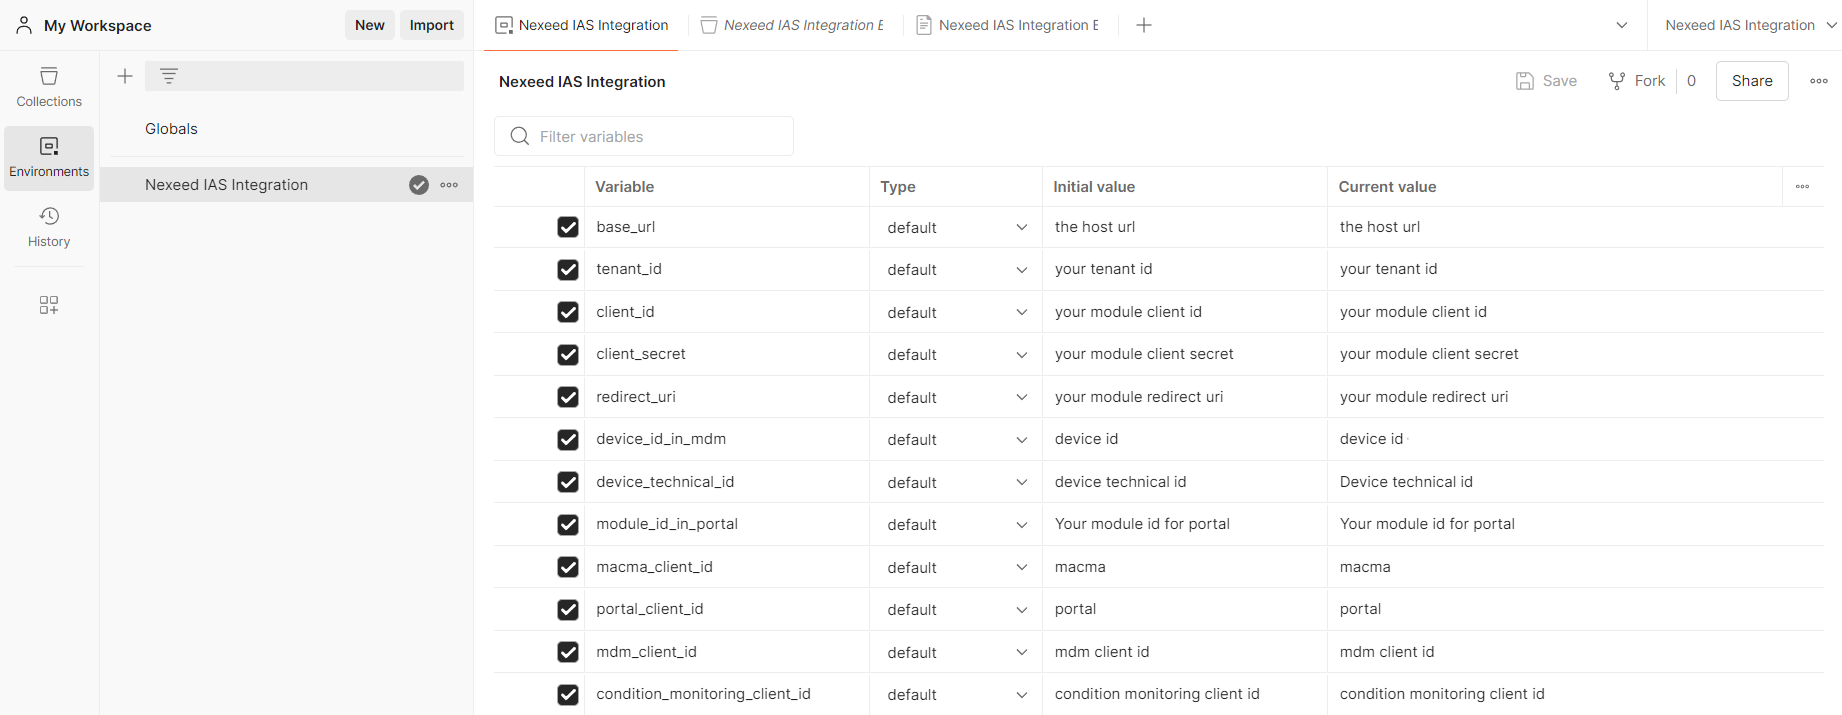 My Workspace New Import
Nexeed IAS Integration Nexeed IAS Integration E Nexeed IAS Integration E Nexeed IAS Integration
Collections
Environments
History
Globals
Nexeed IAS Integration
Nexeed IAS Integration Save Fork 0 Share
Filter variables
Variable Type Initial value Current value
base_url default the host url the host url
tenant_id default your tenant id your tenant id
client_id default your module client id your module client id
client_secret default your module client secret your module client secret
redirect_uri default your module redirect uri your module redirect uri
device_id_in_mdm default device id device id
device_technical_id default device technical id Device technical id
module_id_in_portal default Your module id for portal Your module id for portal
macma_client_id default macma macma
portal_client_id default portal portal
mdm_client_id default mdm client id mdm client id
condition_monitoring_client_id default condition monitoring client id condition monitoring client id